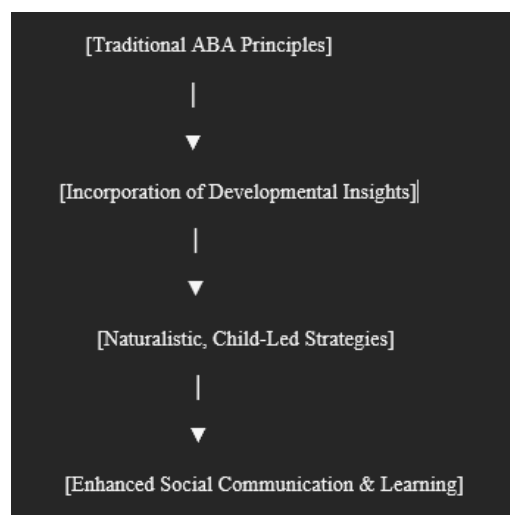 [Traditional ABA Principles]
|
▼
[Incorporation of Developmental Insights]
|
▼
[Naturalistic, Child-Led Strategies]
|
▼
[Enhanced Social Communication & Learning]